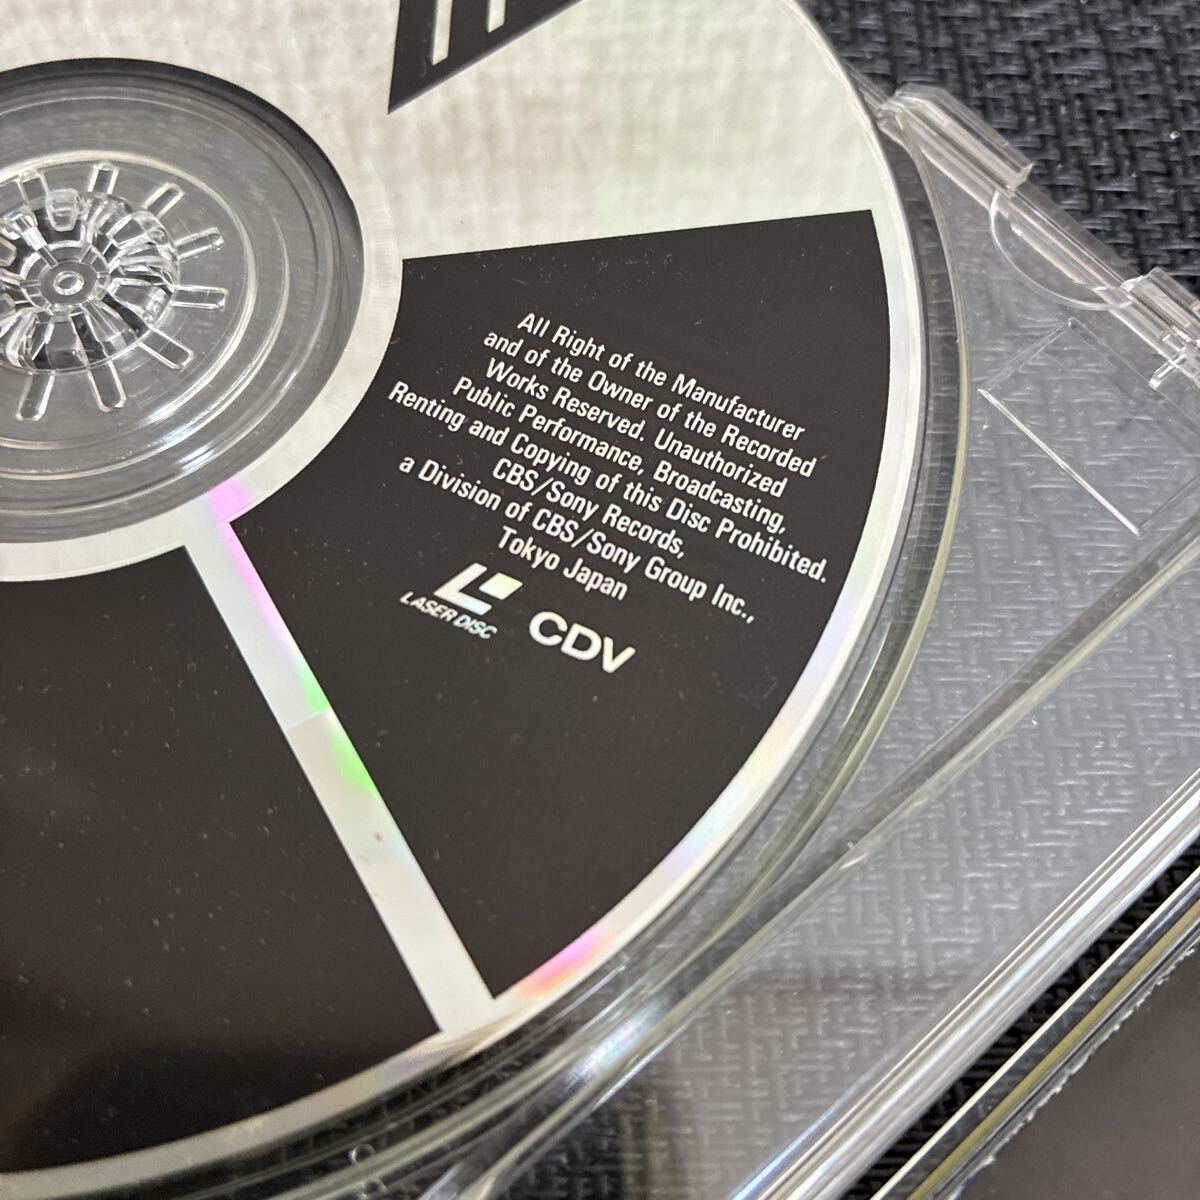 All Right of the Manufacturer
and of the Owner of the Recorded
Works Reserved. Unauthorized
Public Performance, Broadcasting,
Renting and Copying of this Disc Prohibited.
CBS/Sony Records,
a Division of CBS/Sony Group Inc.,
Tokyo Japan
LASER DISC CDV